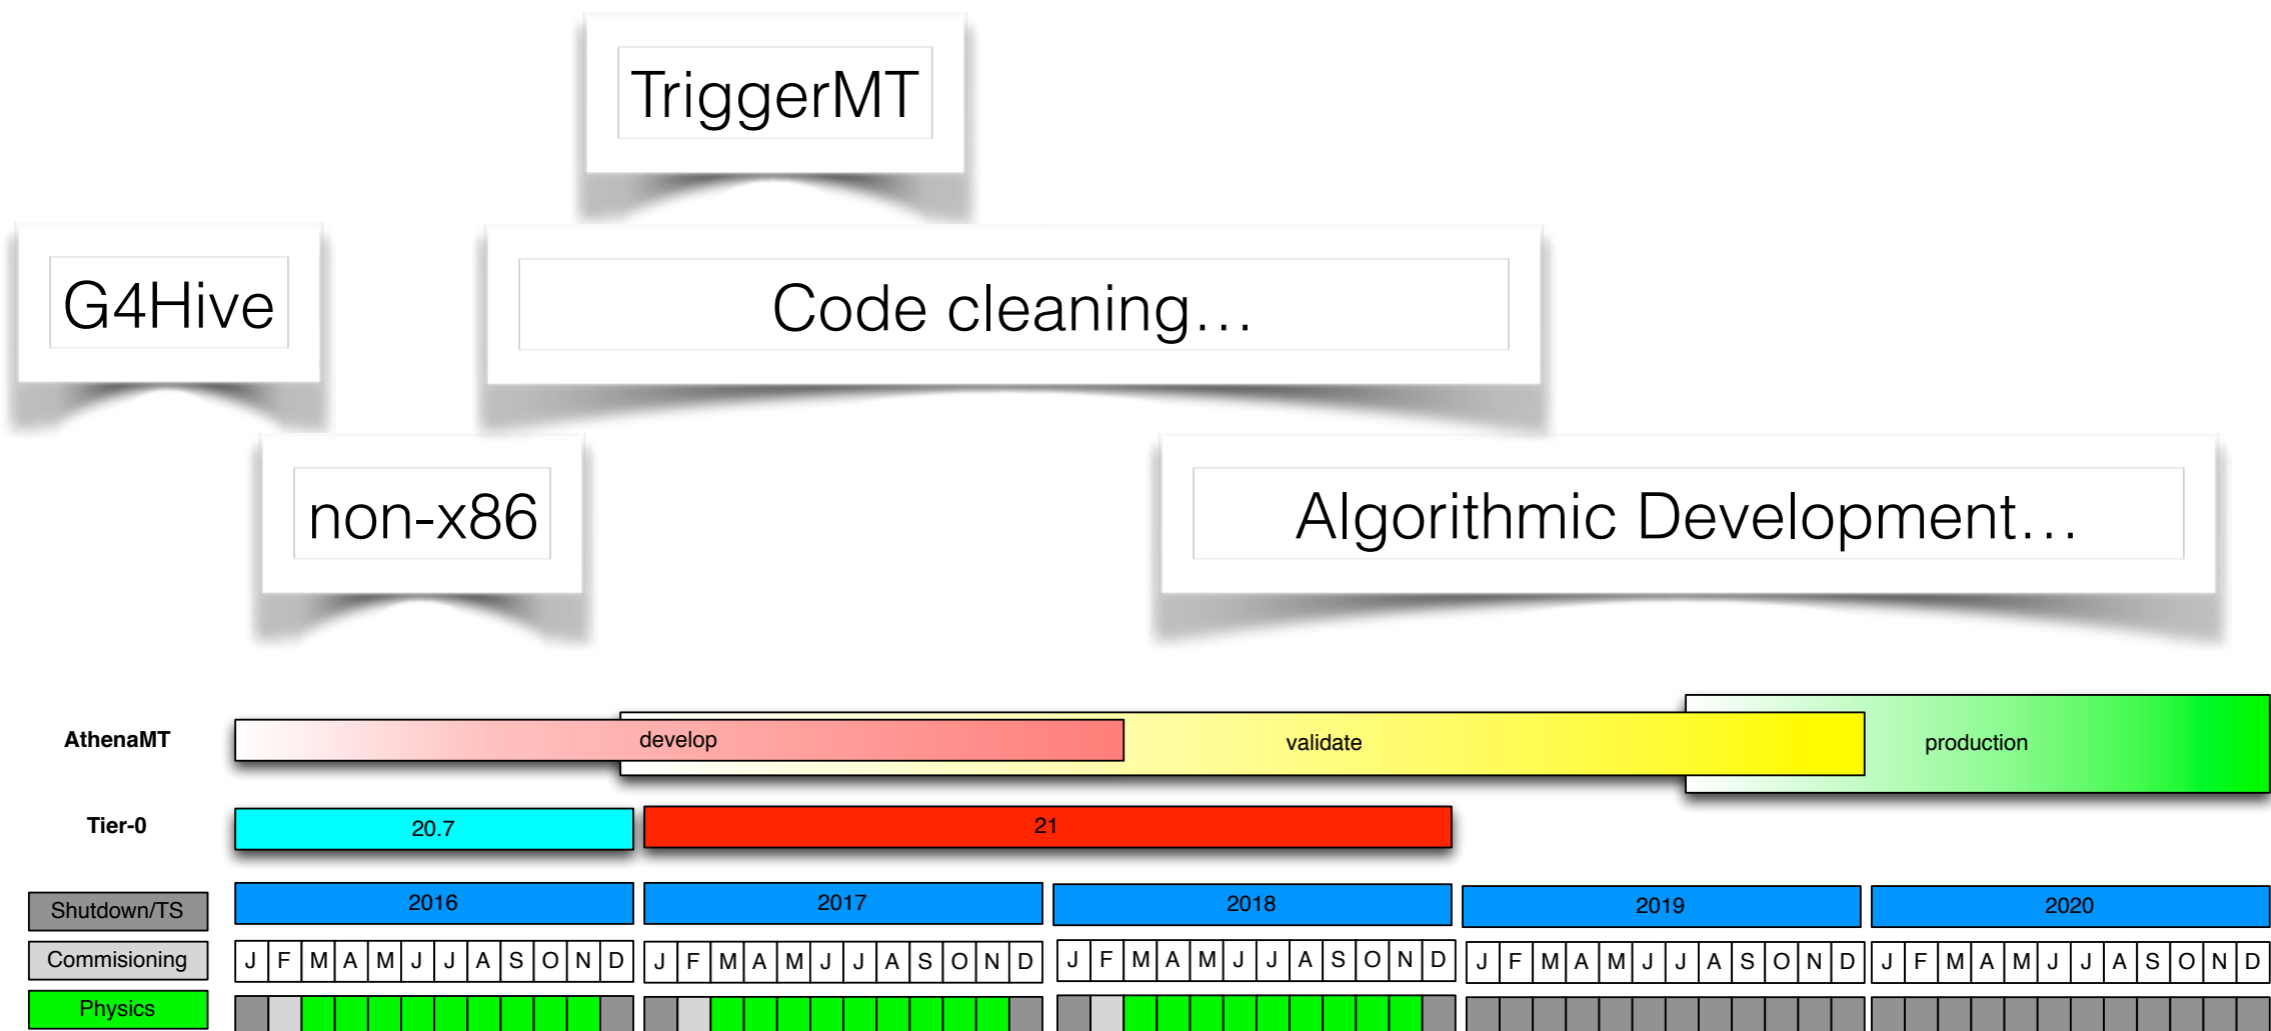 TriggerMT
G4Hive
Code cleaning…
non-x86
Algorithmic Development…
AthenaMT
develop
validate
production
Tier-0
20.7
21
Shutdown/TS
2016
2017
2018
2019
2020
Commisioning
J F M A M J J A S O N D
J F M A M J J A S O N D
J F M A M J J A S O N D
J F M A M J J A S O N D
J F M A M J J A S O N D
Physics